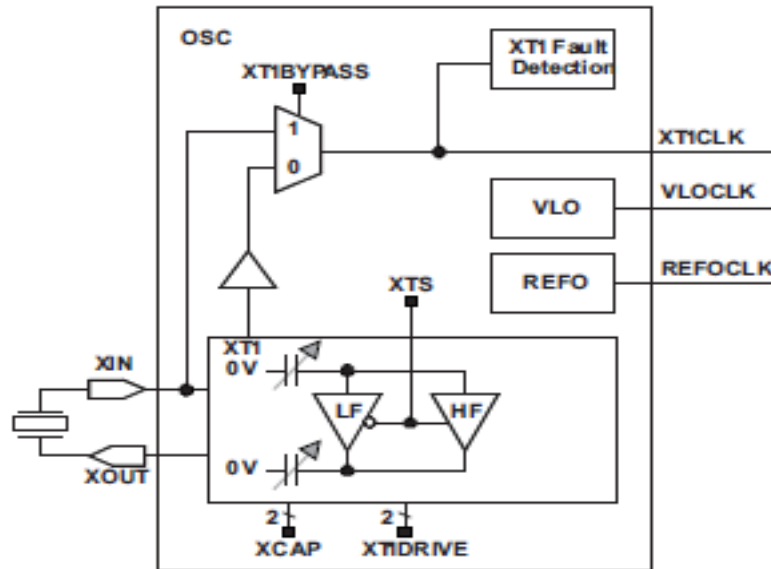 OSC
XT1 Fault
Detection
XT1BYPASS
1
0
XT1CLK
VLO
VLOCLK
REFO
REFOCLK
XTS
XIN
XT1
0V
LF
HF
0V
XOUT
2
2
XCAP
XT1DRIVE